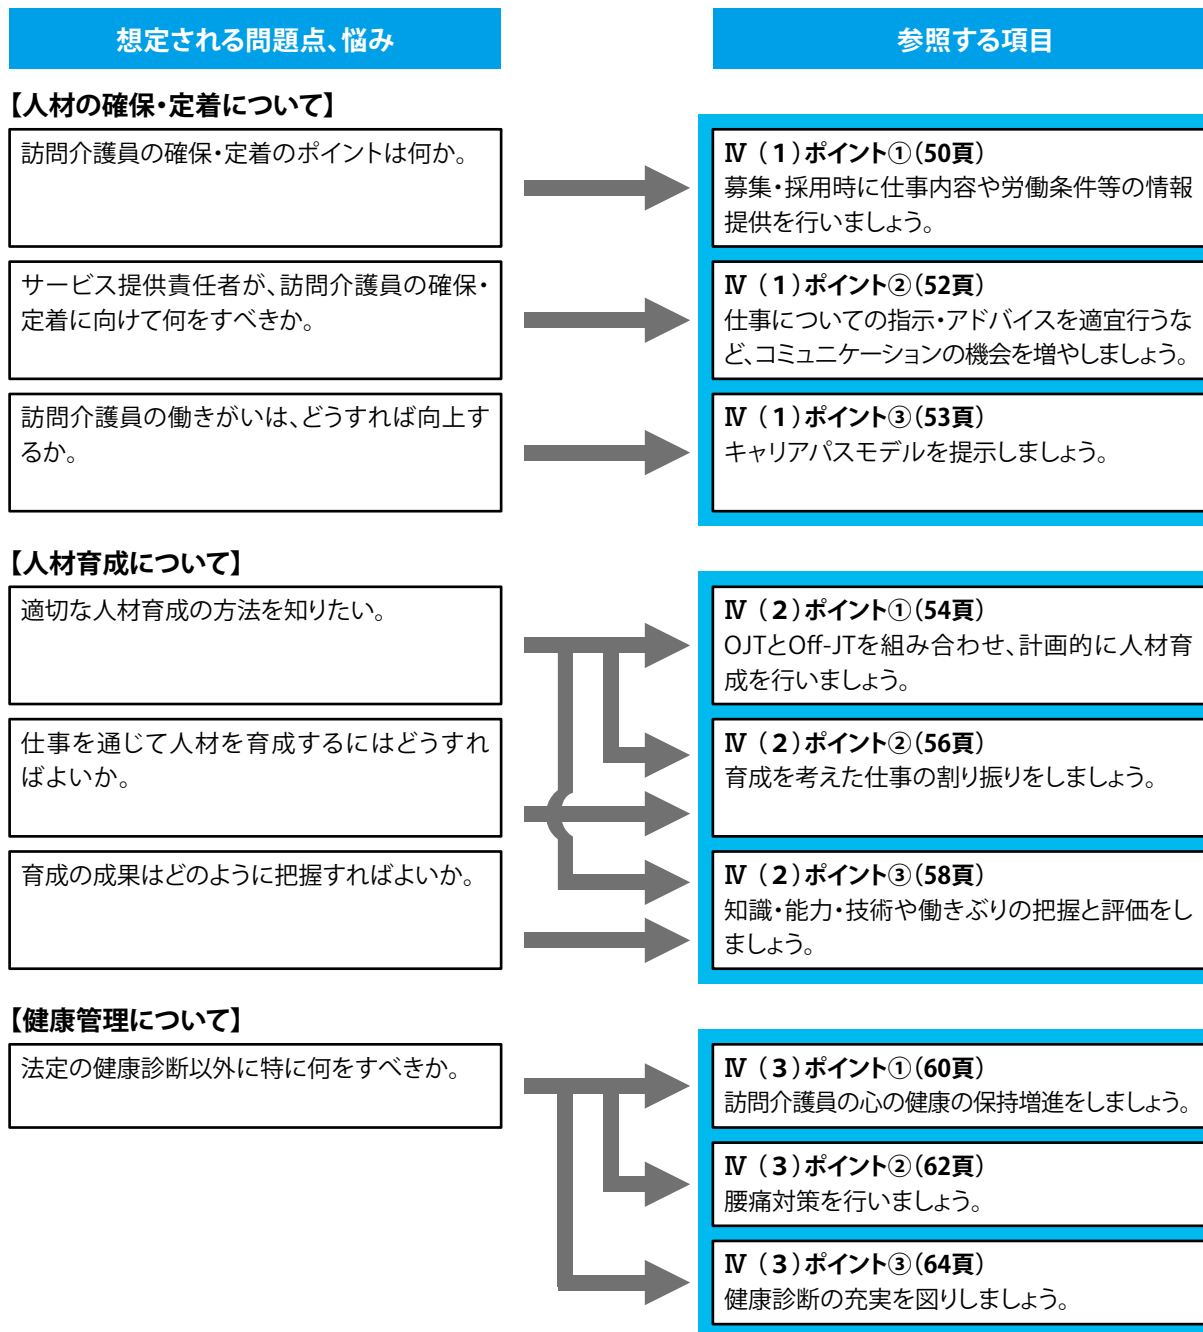 想定される問題点、悩み
参照する項目
【人材の確保・定着について】
訪問介護員の確保・定着のポイントは何か。
Ⅳ（１）ポイント①（50頁）
募集・採用時に仕事内容や労働条件等の情報
提供を行いましょう。
サービス提供責任者が、訪問介護員の確保・
定着に向けて何をすべきか。
Ⅳ（１）ポイント②（52頁）
仕事についての指示・アドバイスを適宜行うな
ど、コミュニケーションの機会を増やしましょう。
訪問介護員の働きがいは、どうすれば向上す
るか。
Ⅳ（１）ポイント③（53頁）
キャリアパスモデルを提示しましょう。
【人材育成について】
適切な人材育成の方法を知りたい。
Ⅳ（２）ポイント①（54頁）
OJTとOff-JTを組み合わせ、計画的に人材育
成を行いましょう。
仕事を通じて人材を育成するにはどうすれ
ばよいか。
Ⅳ（２）ポイント②（56頁）
育成を考えた仕事の割り振りをしましょう。
育成の成果はどのように把握すればよいか。
Ⅳ（２）ポイント③（58頁）
知識・能力・技術や働きぶりの把握と評価をし
ましょう。
【健康管理について】
法定の健康診断以外に特に何をすべきか。
Ⅳ（３）ポイント①（60頁）
訪問介護員の心の健康の保持増進をしましょう。
Ⅳ（３）ポイント②（62頁）
腰痛対策を行いましょう。
Ⅳ（３）ポイント③（64頁）
健康診断の充実を図りしましょう。